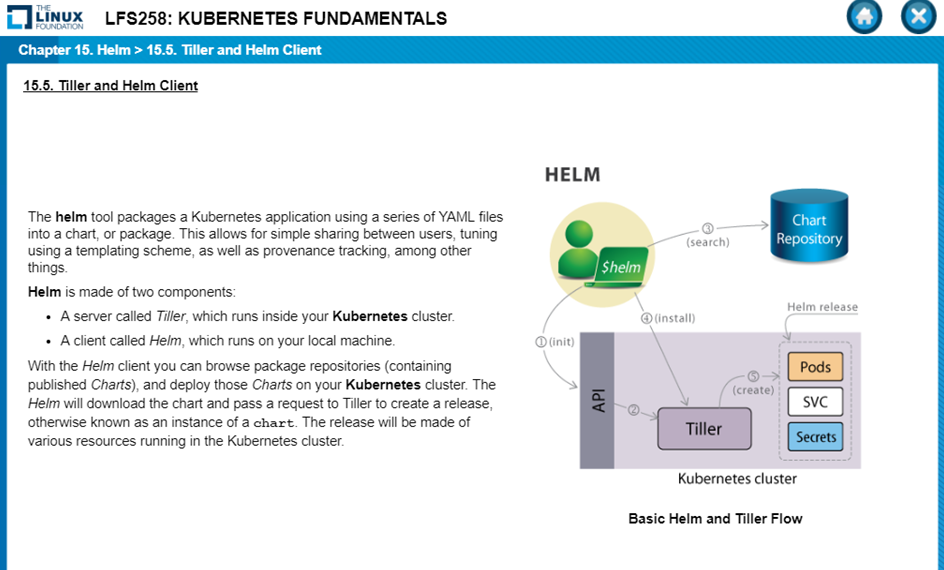 THE
LINUX
FOUNDATION
LFS258: KUBERNETES FUNDAMENTALS
Chapter 15. Helm > 15.5. Tiller and Helm Client
15.5. Tiller and Helm Client
The helm tool packages a Kubernetes application using a series of YAML files
into a chart, or package. This allows for simple sharing between users, tuning
using a templating scheme, as well as provenance tracking, among other
things.
Helm is made of two components:
• A server called Tiller, which runs inside your Kubernetes cluster.
• A client called Helm, which runs on your local machine.
With the Helm client you can browse package repositories (containing
published Charts), and deploy those Charts on your Kubernetes cluster. The
Helm will download the chart and pass a request to Tiller to create a release,
otherwise known as an instance of a chart. The release will be made of
various resources running in the Kubernetes cluster.
HELM
$helm
③
(search)
Chart
Repository
① (init)
④ (install)
Helm release
API
②
Tiller
⑤
(create)
Pods
SVC
Secrets
Kubernetes cluster
Basic Helm and Tiller Flow